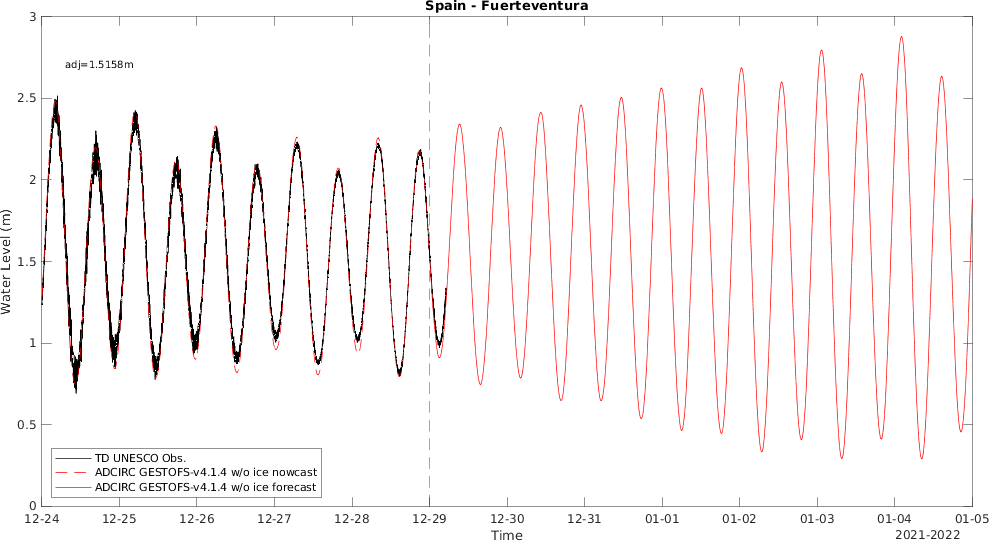 Spain - Fuerteventura
adj=1.5158m
3
2.5
2
1.5
1
0.5
0
Water Level (m)
TD UNESCO Obs.
ADCIRC GESTOFS-v4.1.4 w/o ice nowcast
ADCIRC GESTOFS-v4.1.4 w/o ice forecast
12-24 12-25 12-26 12-27 12-28 12-29 12-30 12-31 01-01 01-02 01-03 01-04 01-05
Time
2021-2022